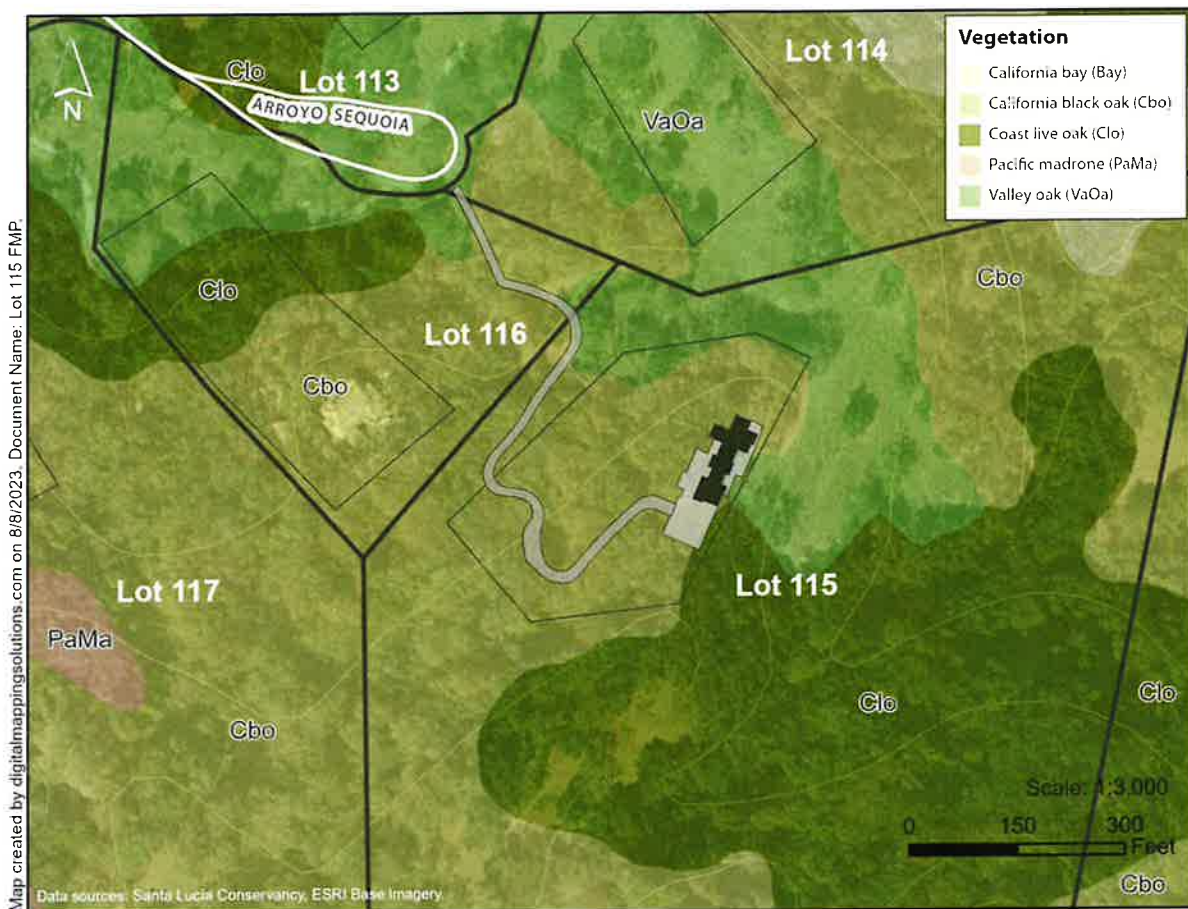 Vegetation
California bay (Bay)
California black oak (Cbo)
Coast live oak (Clo)
Pacific madrone (PaMa)
Valley oak (VaOa)
N
Clo
Lot 113
ARROYO SEQUOIA
Lot 114
VaOa
Cbo
Clo
Lot 116
Cbo
Lot 117
Lot 115
PaMa
Cbo
Clo
Clo
Scale: 1:3.000
0 150 300
Feet
Cbo
Data sources: Santa Lucia Conservancy, ESRI Base Imagery.
Map created by digitalmappingsolutions.com on 8/8/2023. Document Name: Lot 115 FMP.